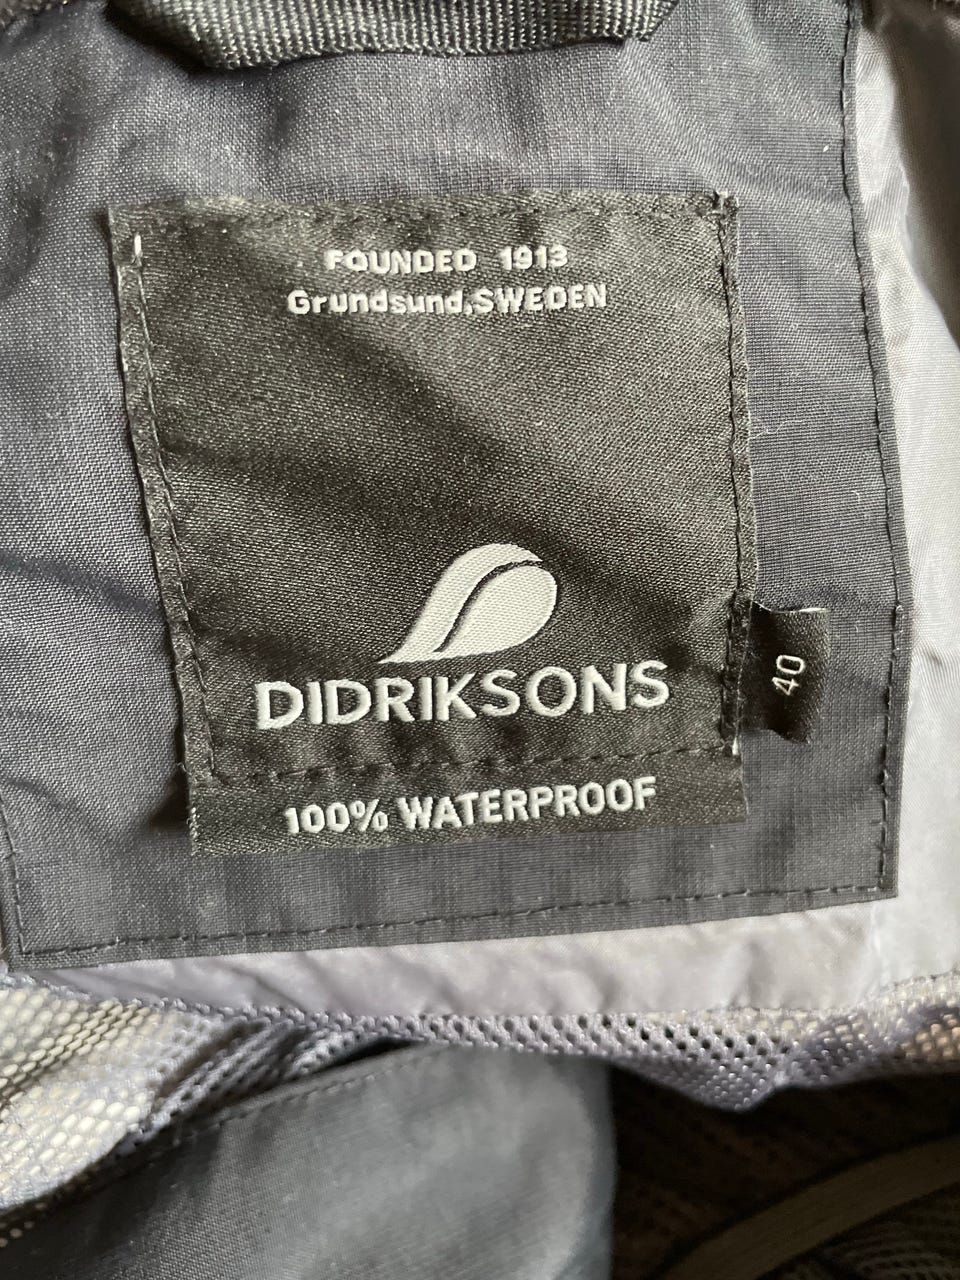 FOUNDED 1913
Grundsund,SWEDEN
DIDRIKSONS
40
100% WATERPROOF